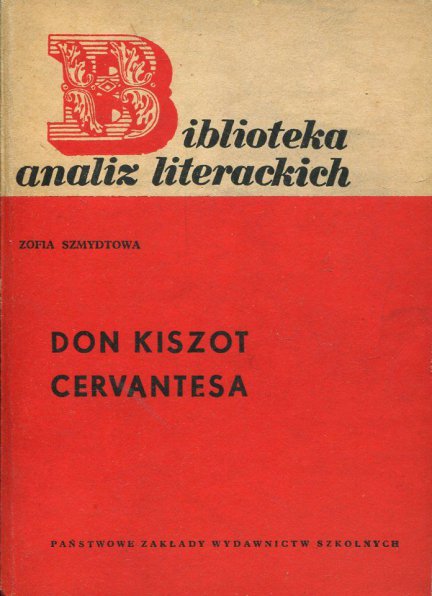 Biblioteka
analiz literackich
ZOFIA SZMYDTOWA
DON KISZOT
CERVANTESA
PAŃSTWOWE ZAKŁADY WYDAWNICTW SZKOLNYCH